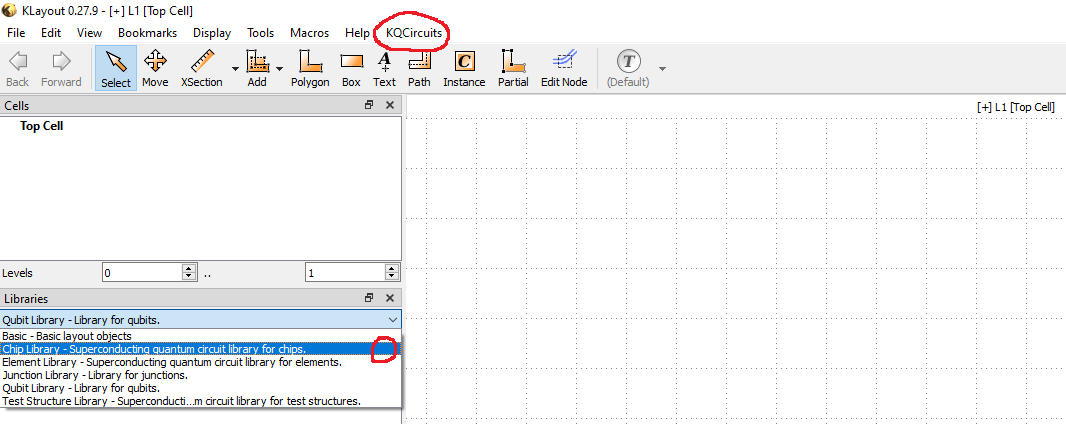 KLayout 0.27.9 - [+] L1 [Top Cell]
File Edit View Bookmarks Display Tools Macros Help KQCircuits
Back Forward Select Move XSection Add Polygon Box Text Path Instance Partial Edit Node (Default)
Cells
[+] L1 [Top Cell]
Top Cell
Levels 0 .. 1
Libraries
Qubit Library - Library for qubits.
Basic - Basic layout objects
Chip Library - Superconducting quantum circuit library for chips.
Element Library - Superconducting quantum circuit library for elements.
Junction Library - Library for junctions.
Qubit Library - Library for qubits.
Test Structure Library - Superconducti...m circuit library for test structures.